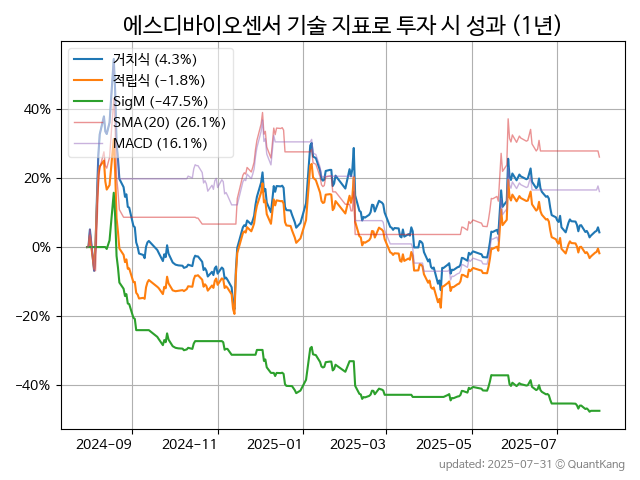 에스디바이오센서 기술 지표로 투자 시 성과 (1년)
거치식 (4.3%)
적립식 (−1.8%)
SigM (−47.5%)
SMA(20) (26.1%)
MACD (16.1%)
40%
20%
0%
−20%
−40%
2024-09 2024-11 2025-01 2025-03 2025-05 2025-07
updated: 2025-07-31 © QuantKang